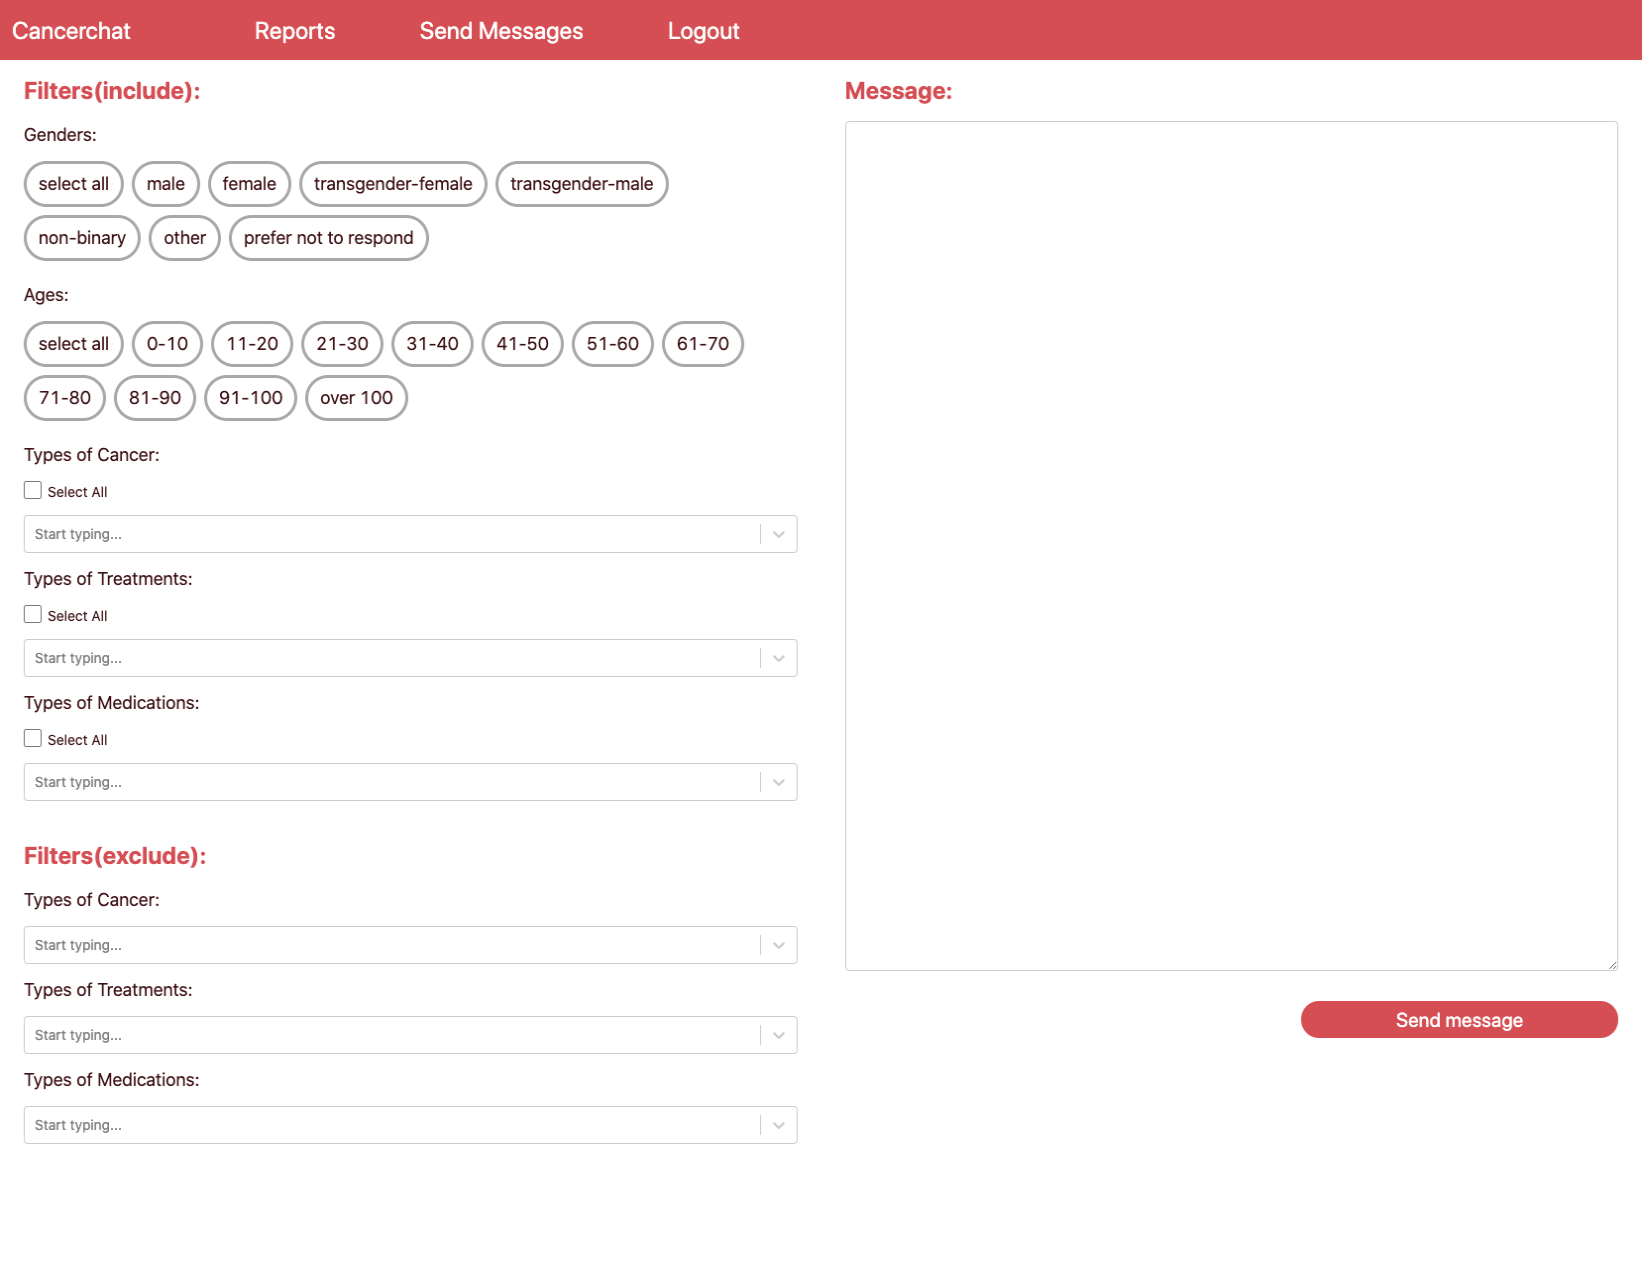 Cancerchat Reports Send Messages Logout
Filters(include):
Genders:
select all male female transgender-female transgender-male
non-binary other prefer not to respond
Ages:
select all 0-10 11-20 21-30 31-40 41-50 51-60 61-70
71-80 81-90 91-100 over 100
Types of Cancer:
Select All
Start typing...
Types of Treatments:
Select All
Start typing...
Types of Medications:
Select All
Start typing...
Filters(exclude):
Types of Cancer:
Start typing...
Types of Treatments:
Start typing...
Types of Medications:
Start typing...
Message:
Send message